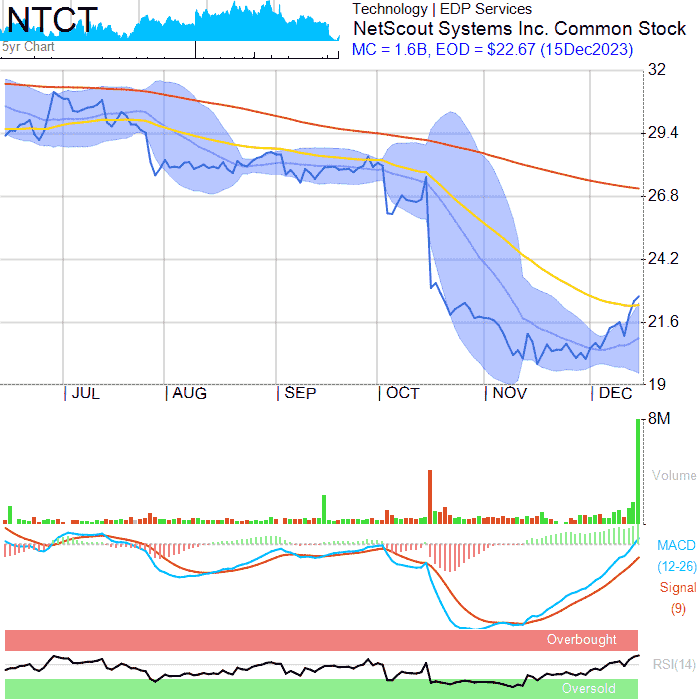 NTCT
5yr Chart
Technology | EDP Services
NetScout Systems Inc. Common Stock
MC = 1.6B, EOD = $22.67 (15Dec2023)
32
29.4
26.8
24.2
21.6
19
JUL AUG SEP OCT NOV DEC
8M
Volume
MACD
(12-26)
Signal
(9)
Overbought
RSI(14)
Oversold